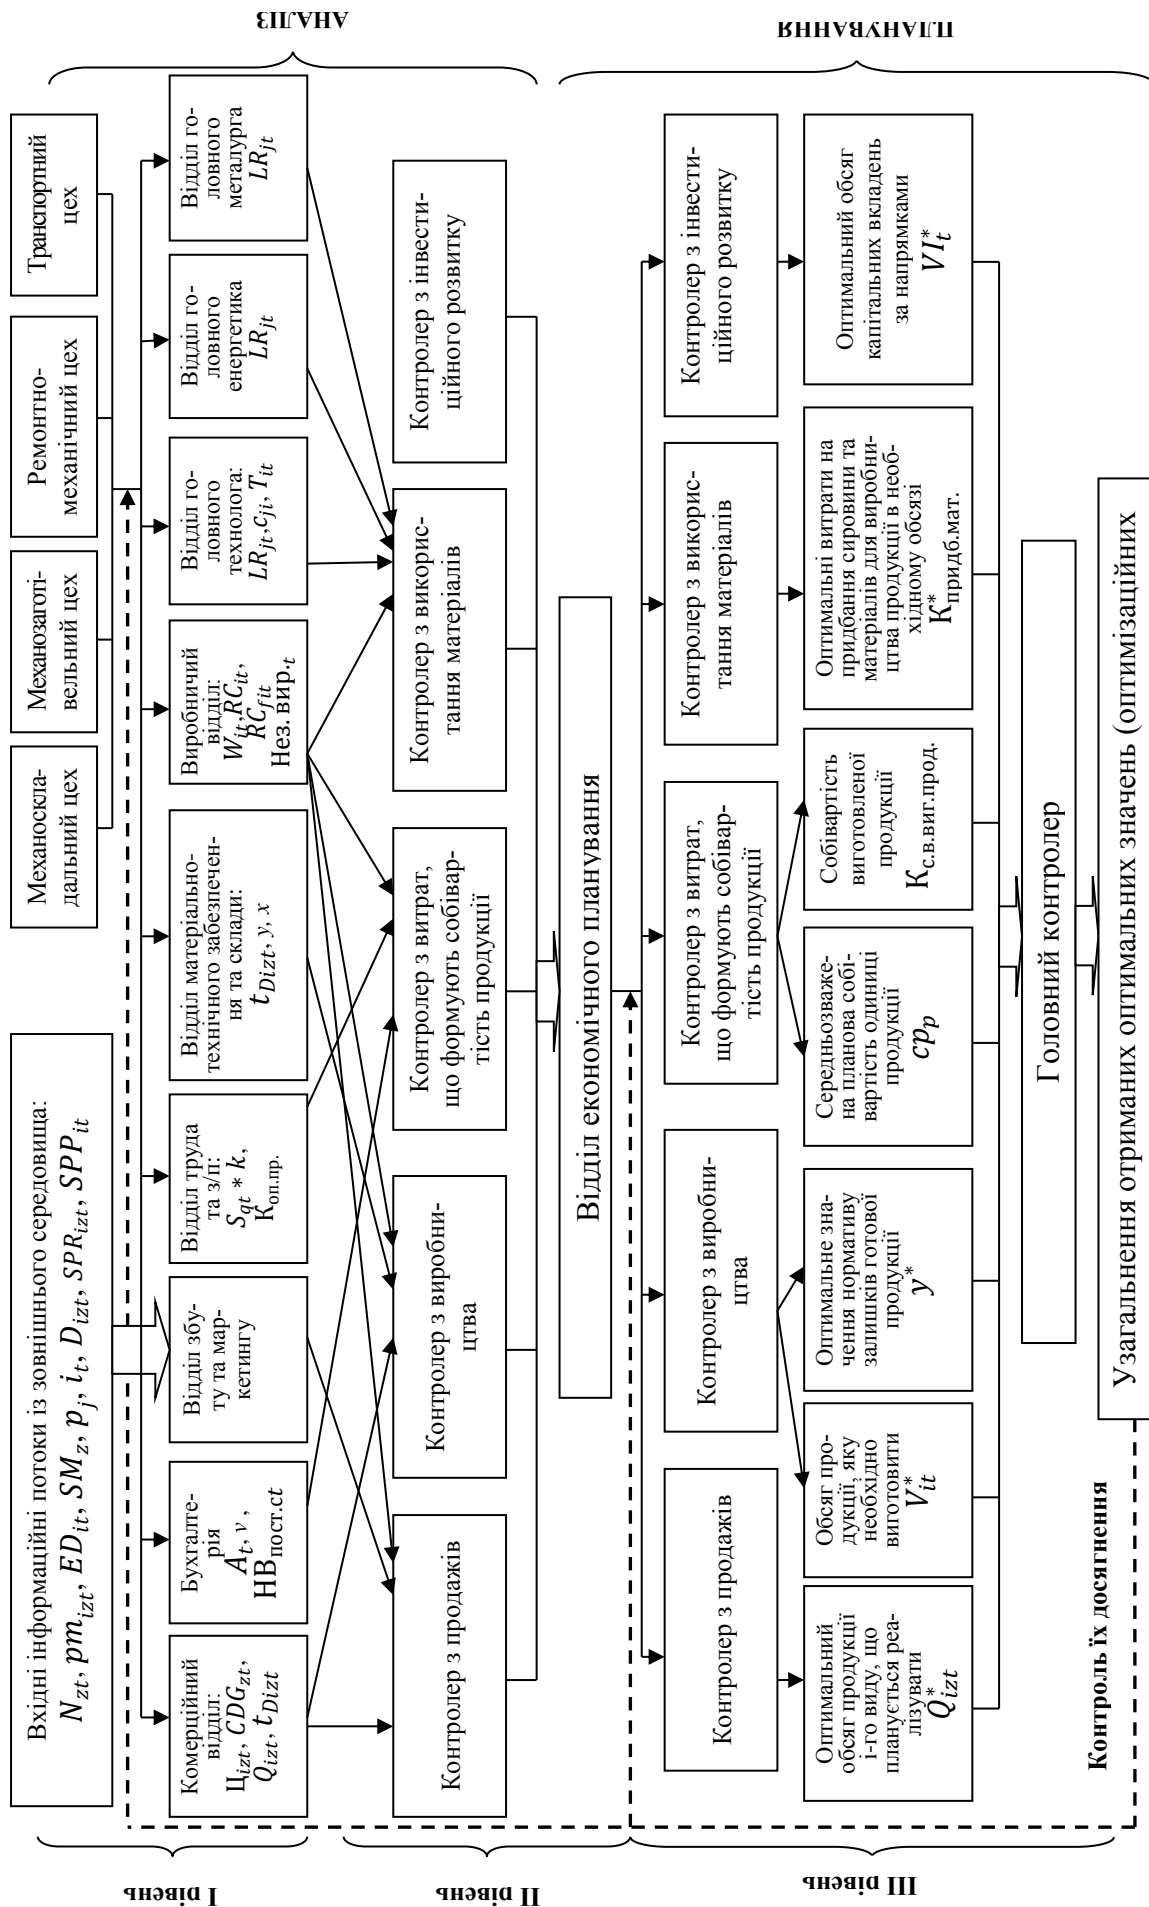 Вхідні інформаційні потоки із зовнішнього середовища:
N_zt, pm_izt, ED_it, SM_z, p_j, i_t, D_izt, SPR_izt, SPP_it
Механоскла-
дальний цех
Механозаготі-
вельний цех
Ремонтно-
механічний цех
Транспортний
цех
І рівень
Комерційний
відділ:
Ц_izt, CDG_zt,
Q_izt, t_Dizt
Бухгалте-
рія
A_t, v ,
НВ_пост.ct
Відділ збу-
ту та мар-
кетингу
Відділ труда
та з/п:
S_qt * k,
К_оп.пр.
Відділ матеріально-
технічного забезпечен-
ня та склади:
t_Dizt, y, x
Виробничий
відділ:
W_it, RC_it,
RC_fit
Нез. вир._t
Відділ го-
ловного
технолога:
LR_jt, c_ji, T_it
Відділ го-
ловного
енергетика
LR_jt
Відділ го-
ловного
металурга
LR_jt
АНАЛІЗ
ІІ рівень
Контролер з продажів
Контролер з виробни-
цтва
Контролер з витрат,
що формують собівар-
тість продукції
Контролер з викорис-
тання матеріалів
Контролер з інвести-
ційного розвитку
Відділ економічного планування
ІІІ рівень
Контролер з продажів
Контролер з виробни-
цтва
Контролер з витрат,
що формують собівар-
тість продукції
Контролер з викорис-
тання матеріалів
Контролер з інвести-
ційного розвитку
ПЛАНУВАННЯ
Оптимальний
обсяг продукції
і-го виду, що
планується реа-
лізувати
Q*_izt
Обсяг про-
дукції, яку
необхідно
виготовити
V*_it
Оптимальне зна-
чення нормативу
залишків готової
продукції
y*
Середньозваже-
на планова собі-
вартість одиниці
продукції
cp_p
Собівартість
виготовленої
продукції
К_с.в.виг.прод.
Оптимальні витрати на
придбання сировини та
матеріалів для виробни-
цтва продукції в необ-
хідному обсязі
К*_придб.мат.
Оптимальний обсяг
капітальних вкладень
за напрямками
VI*_t
Головний контролер
Контроль їх досягнення
Узагальнення отриманих оптимальних значень (оптимізаційних